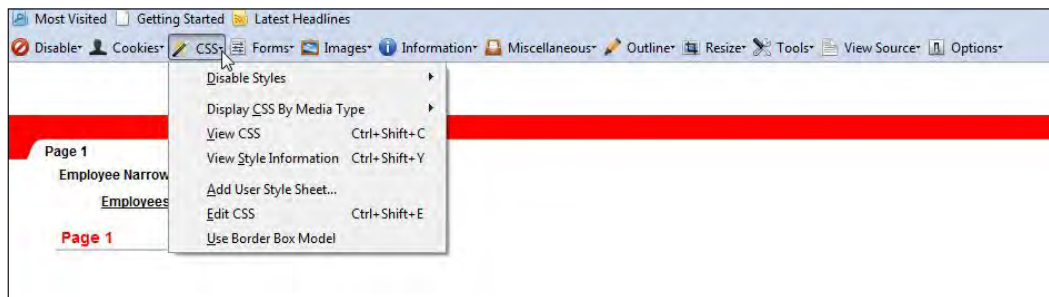 Most Visited Getting Started Latest Headlines
Disable Cookies CSS Forms Images Information Miscellaneous Outline Resize Tools View Source Options
Disable Styles
Display CSS By Media Type
View CSS Ctrl+Shift+C
View Style Information Ctrl+Shift+Y
Add User Style Sheet...
Edit CSS Ctrl+Shift+E
Use Border Box Model
Page 1
Employee Narrow
Employees
Page 1